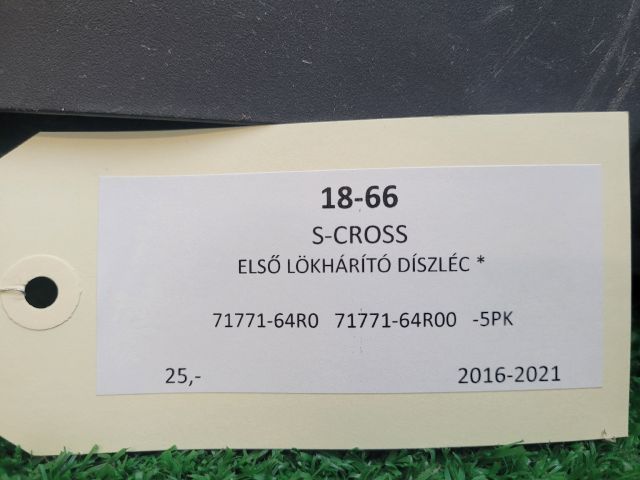 18-66
S-CROSS
ELSŐ LÖKHÁRÍTÓ DÍSZLÉC *
71771-64R0 71771-64R00 -5PK
25,- 2016-2021